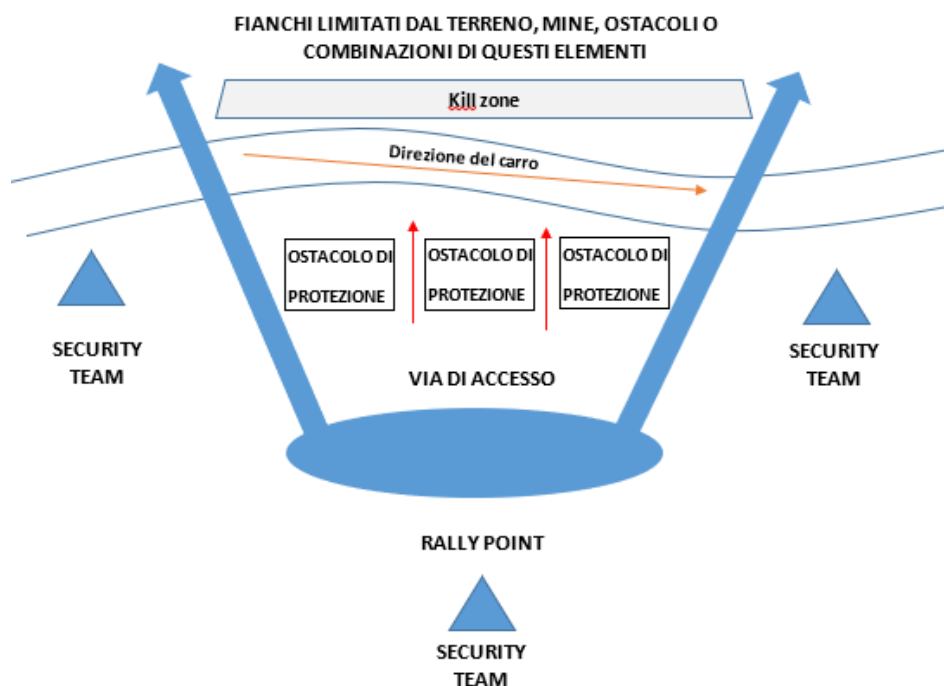 FIANCHI LIMITATI DAL TERRENO, MINE, OSTACOLI O
COMBINAZIONI DI QUESTI ELEMENTI
Kill zone
Direzione del carro
OSTACOLO DI
PROTEZIONE
OSTACOLO DI
PROTEZIONE
OSTACOLO DI
PROTEZIONE
SECURITY
TEAM
SECURITY
TEAM
VIA DI ACCESSO
RALLY POINT
SECURITY
TEAM